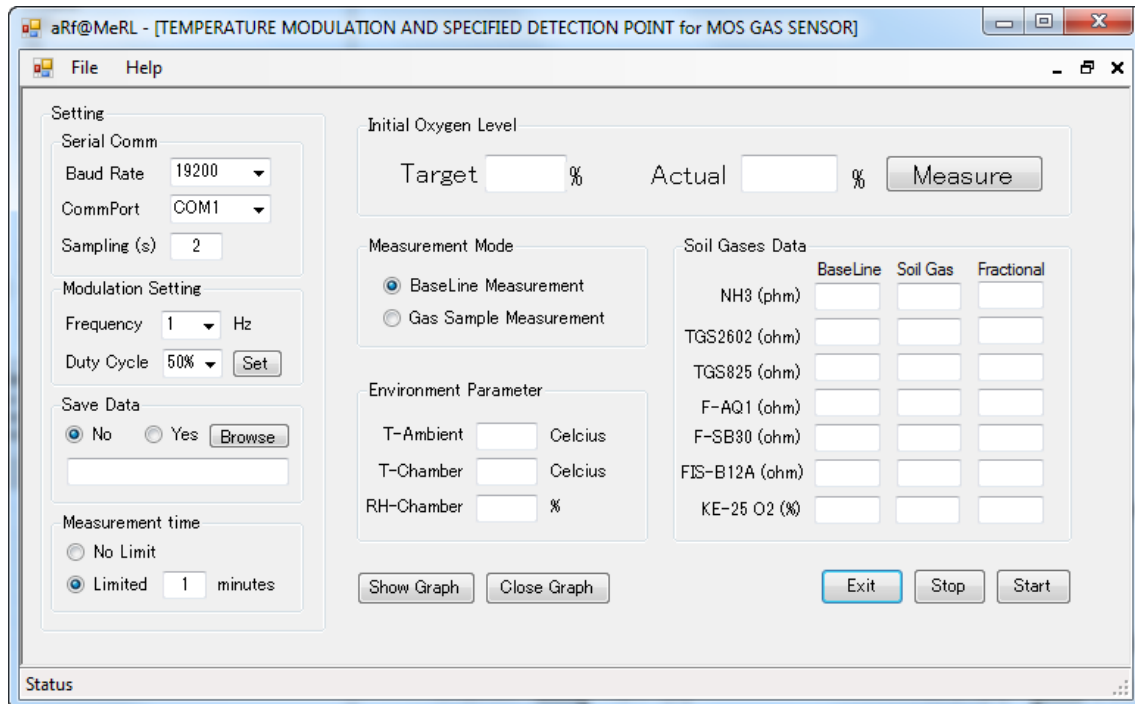 aRf@MeRL - [TEMPERATURE MODULATION AND SPECIFIED DETECTION POINT for MOS GAS SENSOR]
File Help
Setting
Serial Comm
Baud Rate 19200
CommPort COM1
Sampling (s) 2
Modulation Setting
Frequency 1 Hz
Duty Cycle 50% Set
Save Data
No Yes Browse
Measurement time
No Limit
Limited 1 minutes
Initial Oxygen Level
Target % Actual % Measure
Measurement Mode
BaseLine Measurement
Gas Sample Measurement
Environment Parameter
T-Ambient Celcius
T-Chamber Celcius
RH-Chamber %
Show Graph Close Graph
Soil Gases Data
BaseLine Soil Gas Fractional
NH3 (phm)
TGS2602 (ohm)
TGS825 (ohm)
F-AQ1 (ohm)
F-SB30 (ohm)
FIS-B12A (ohm)
KE-25 O2 (%)
Exit Stop Start
Status